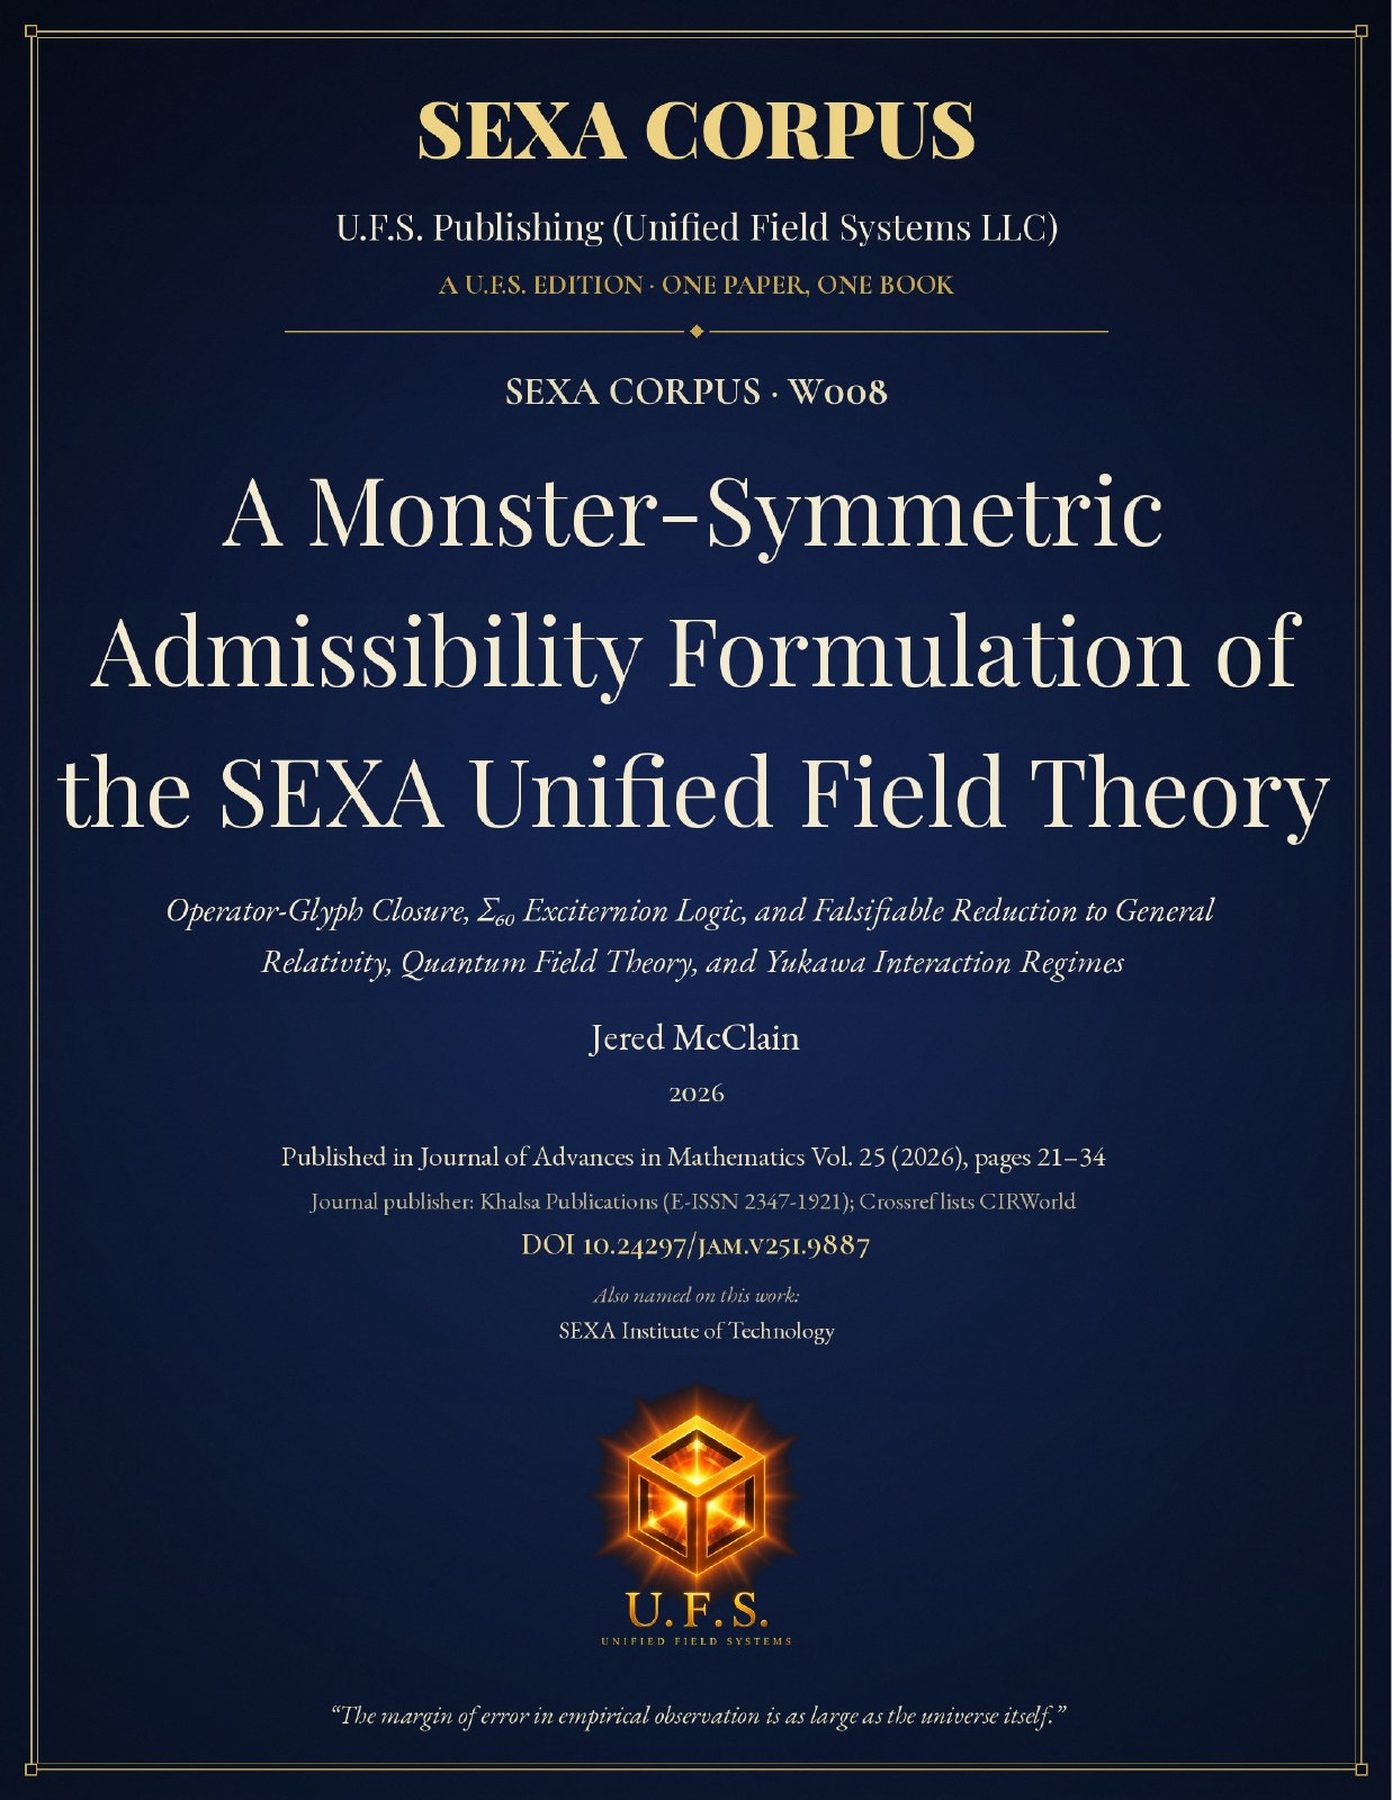 SEXA CORPUS
U.F.S. Publishing (Unified Field Systems LLC)
A U.F.S. EDITION · ONE PAPER, ONE BOOK
SEXA CORPUS · W008
A Monster–Symmetric
Admissibility Formulation of
the SEXA Unified Field Theory
Operator-Glyph Closure, Σ₆₀ Exciternion Logic, and Falsifiable Reduction to General
Relativity, Quantum Field Theory, and Yukawa Interaction Regimes
Jered McClain
2026
Published in Journal of Advances in Mathematics Vol. 25 (2026), pages 21–34
Journal publisher: Khalsa Publications (E-ISSN 2347-1921); Crossref lists CIRWorld
DOI 10.24297/JAM.V25I.9887
Also named on this work:
SEXA Institute of Technology
U.F.S.
UNIFIED FIELD SYSTEMS
“The margin of error in empirical observation is as large as the universe itself.”